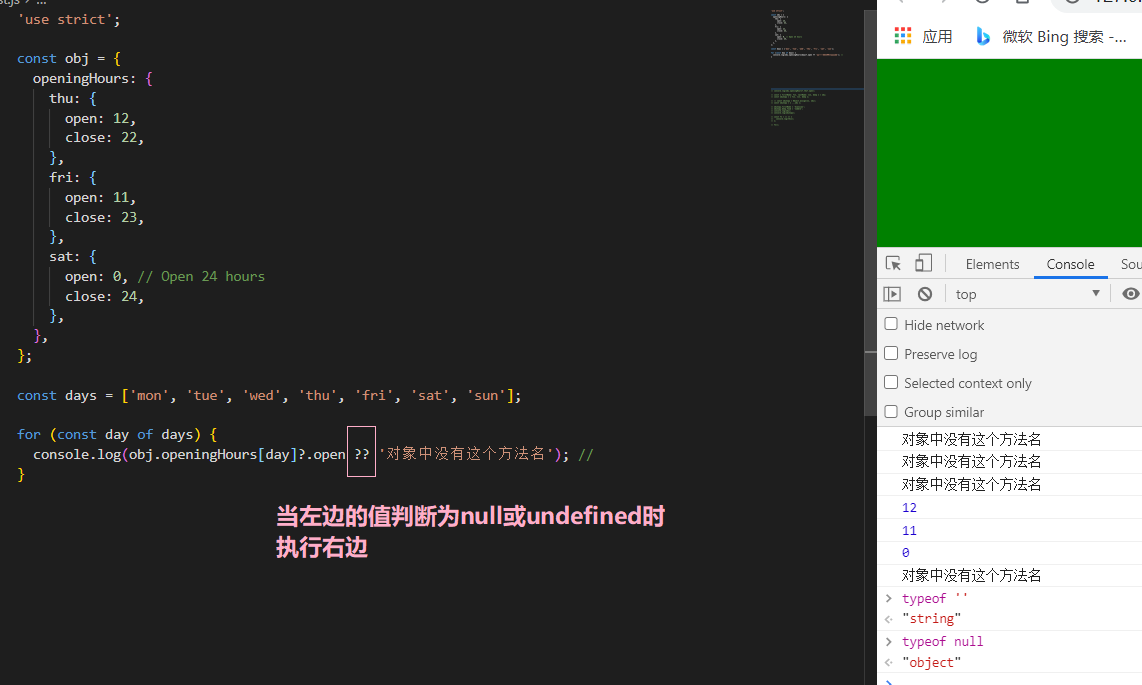 'use strict';
const obj = {
openingHours: {
thu: {
open: 12,
close: 22,
},
fri: {
open: 11,
close: 23,
},
sat: {
open: 0, // Open 24 hours
close: 24,
},
},
};
const days = ['mon', 'tue', 'wed', 'thu', 'fri', 'sat', 'sun'];
for (const day of days) {
console.log(obj.openingHours[day]?.open ?? '对象中没有这个方法名'); //
}
当左边的值判断为null或undefined时
执行右边
应用 微软 Bing 搜索 -...
Elements Console Sou
top
Hide network
Preserve log
Selected context only
Group similar
对象中没有这个方法名
对象中没有这个方法名
对象中没有这个方法名
12
11
0
对象中没有这个方法名
> typeof ''
"string"
> typeof null
"object"
>